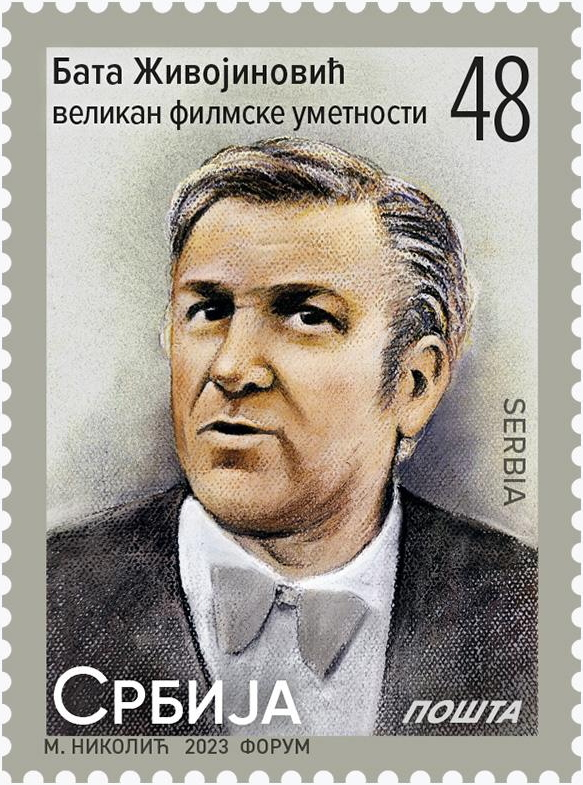 Бата Живојиновић
великан филмске уметности
48
SERBIA
СРБИЈА
ПОШТА
М. НИКОЛИЋ 2023 ФОРУМ